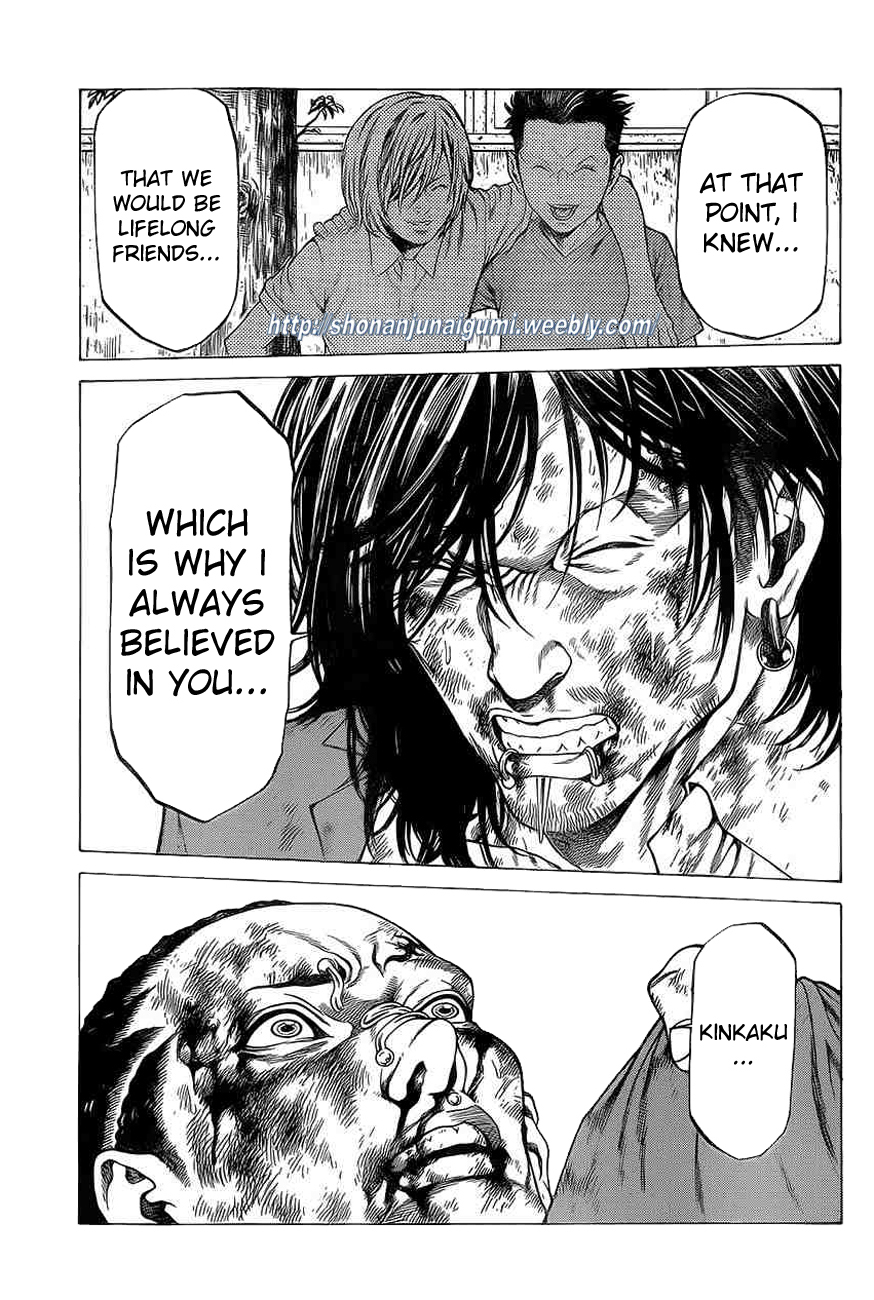 AT THAT
POINT, I
KNEW...
THAT WE
WOULD BE
LIFELONG
FRIENDS...
http://shonanjunaigumi.weebly.com/
WHICH
IS WHY I
ALWAYS
BELIEVED
IN YOU...
KINKAKU
...